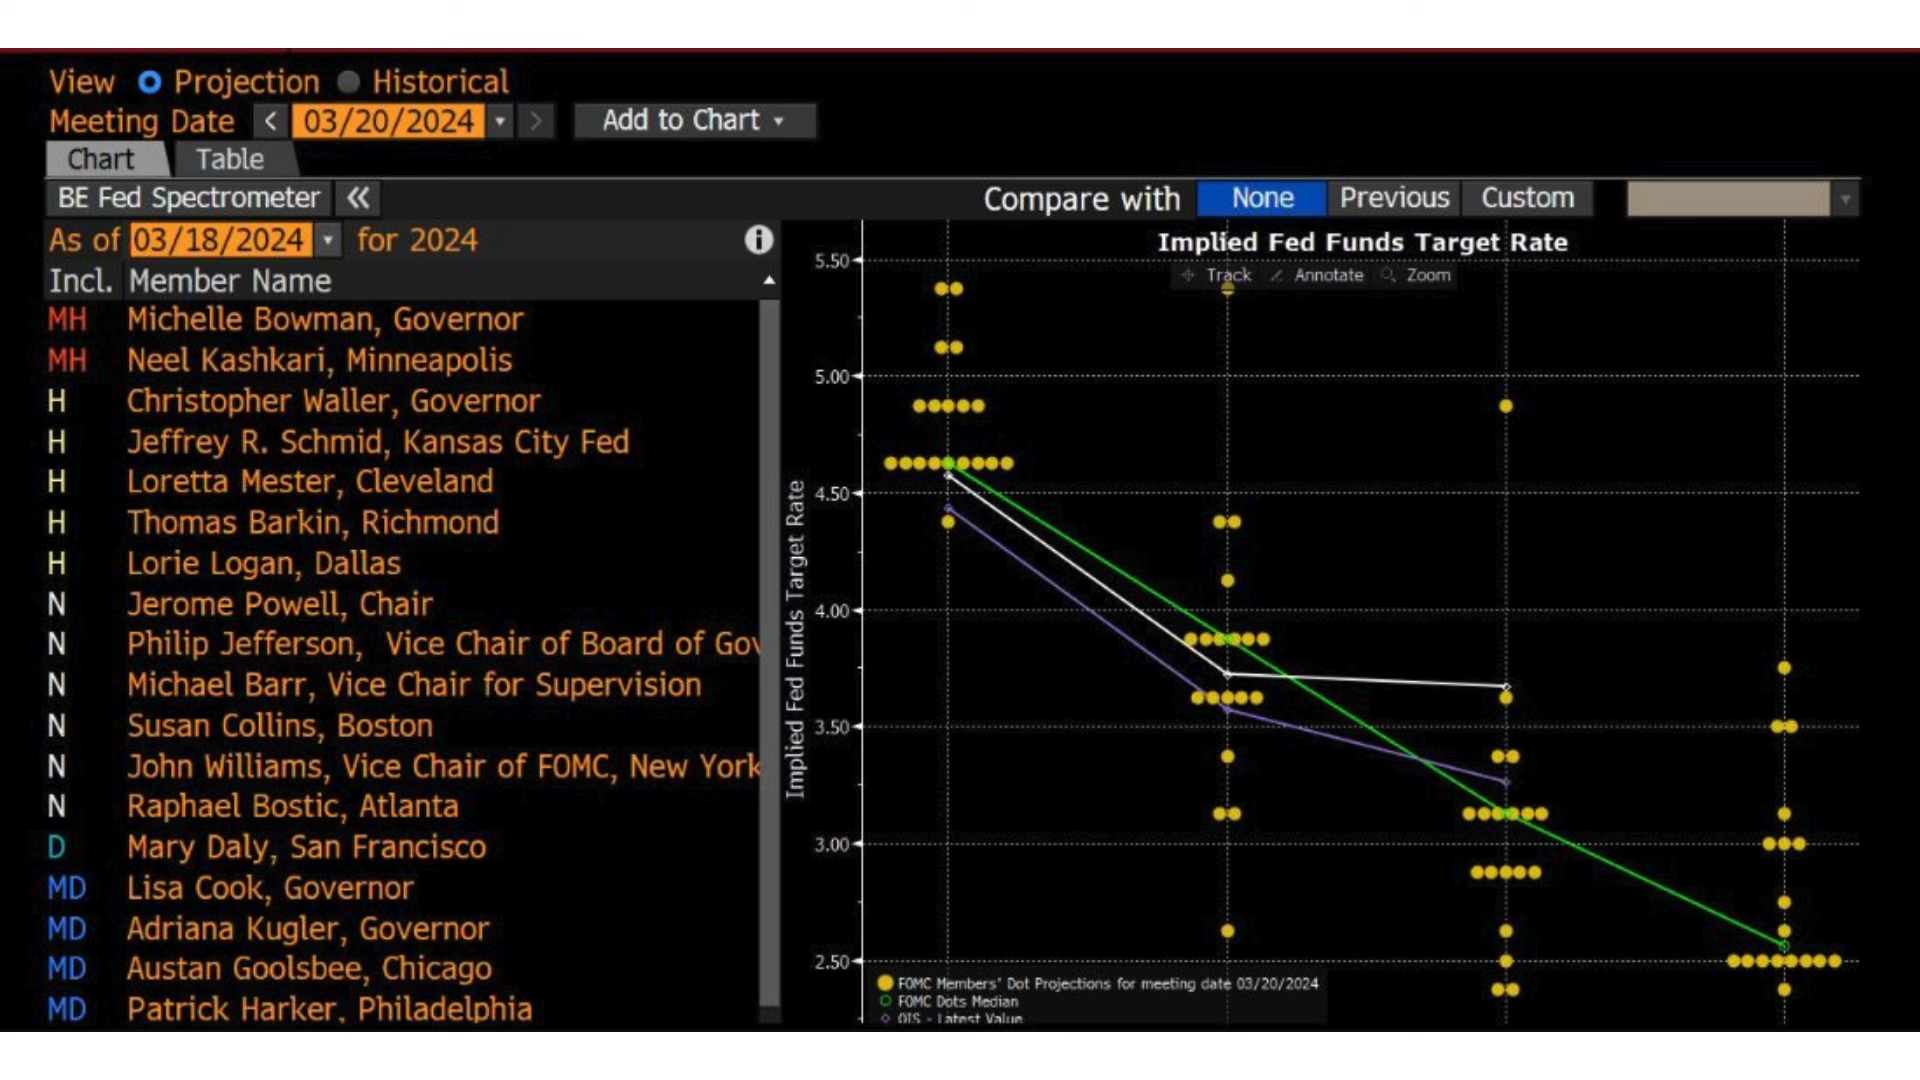 View Projection Historical
Meeting Date < 03/20/2024 > Add to Chart
Chart Table
BE Fed Spectrometer « Compare with None Previous Custom
As of 03/18/2024 for 2024
Incl. Member Name
MH Michelle Bowman, Governor
MH Neel Kashkari, Minneapolis
H Christopher Waller, Governor
H Jeffrey R. Schmid, Kansas City Fed
H Loretta Mester, Cleveland
H Thomas Barkin, Richmond
H Lorie Logan, Dallas
N Jerome Powell, Chair
N Philip Jefferson, Vice Chair of Board of Gov
N Michael Barr, Vice Chair for Supervision
N Susan Collins, Boston
N John Williams, Vice Chair of FOMC, New York
N Raphael Bostic, Atlanta
D Mary Daly, San Francisco
MD Lisa Cook, Governor
MD Adriana Kugler, Governor
MD Austan Goolsbee, Chicago
MD Patrick Harker, Philadelphia
Implied Fed Funds Target Rate
Track Annotate Zoom
Implied Fed Funds Target Rate
5.50
5.00
4.50
4.00
3.50
3.00
2.50
FOMC Members' Dot Projections for meeting date 03/20/2024
FOMC Dots Median
OIS - Latest Value